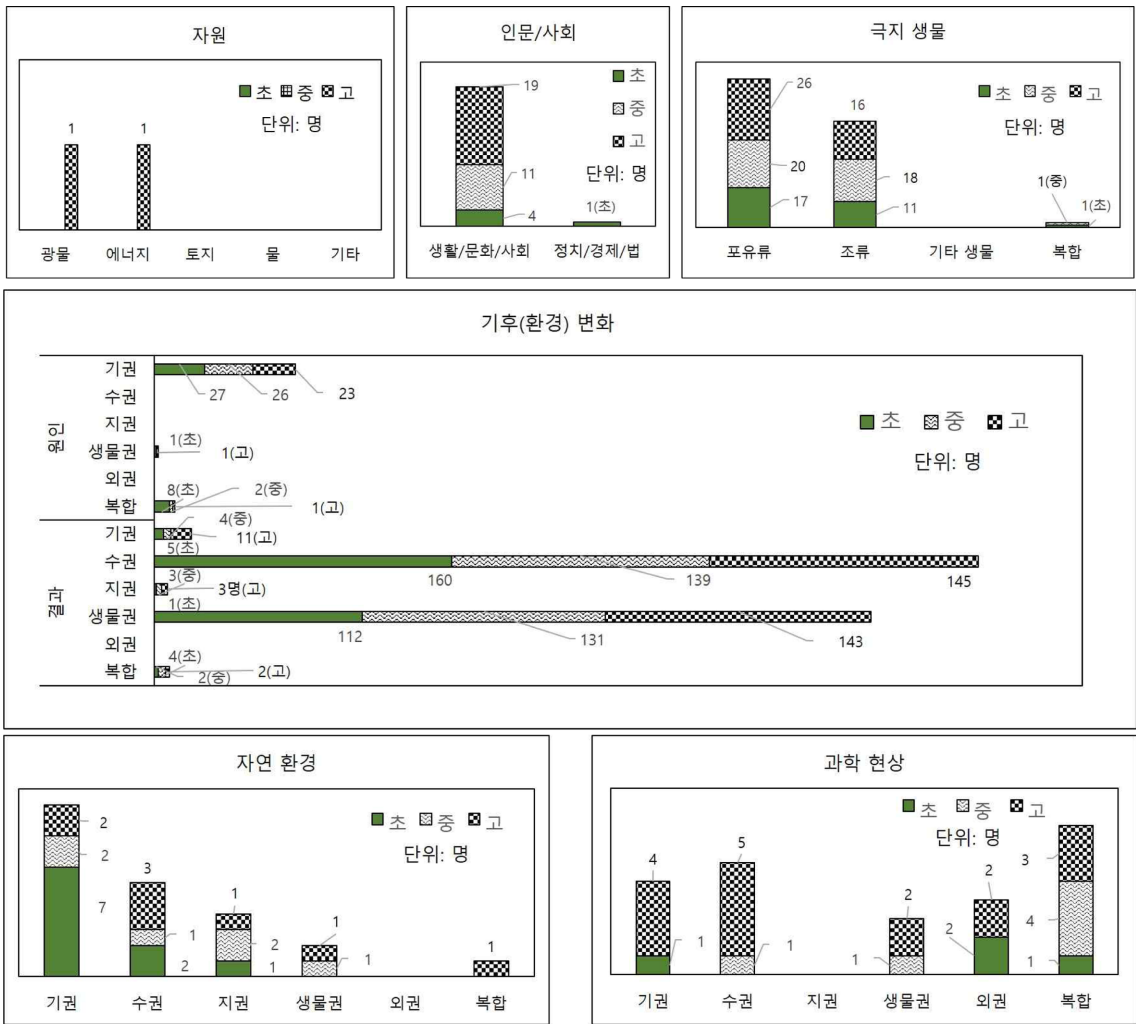 자원
초 중 고
단위: 명
1 1
광물 에너지 토지 물 기타
인문/사회
초
중
고
단위: 명
19
11
4
1(초)
생활/문화/사회 정치/경제/법
극지 생물
초 중 고
단위: 명
26
20
17
16
18
11
1(중)
1(초)
포유류 조류 기타 생물 복합
기후(환경) 변화
초 중 고
단위: 명
원인
기권 27 26 23
수권
지권
생물권 1(초) 1(고)
외권
복합 8(초) 2(중) 1(고)
결과
기권 5(초) 4(중) 11(고)
수권 160 139 145
지권 1(초) 3(중) 3명(고)
생물권 112 131 143
외권
복합 4(초) 2(중) 2(고)
자연 환경
초 중 고
단위: 명
2
2
7
3
1
2
1
2
1
1
1
1
기권 수권 지권 생물권 외권 복합
과학 현상
초 중 고
단위: 명
4
1
5
1
2
1
2
2
3
4
1
기권 수권 지권 생물권 외권 복합